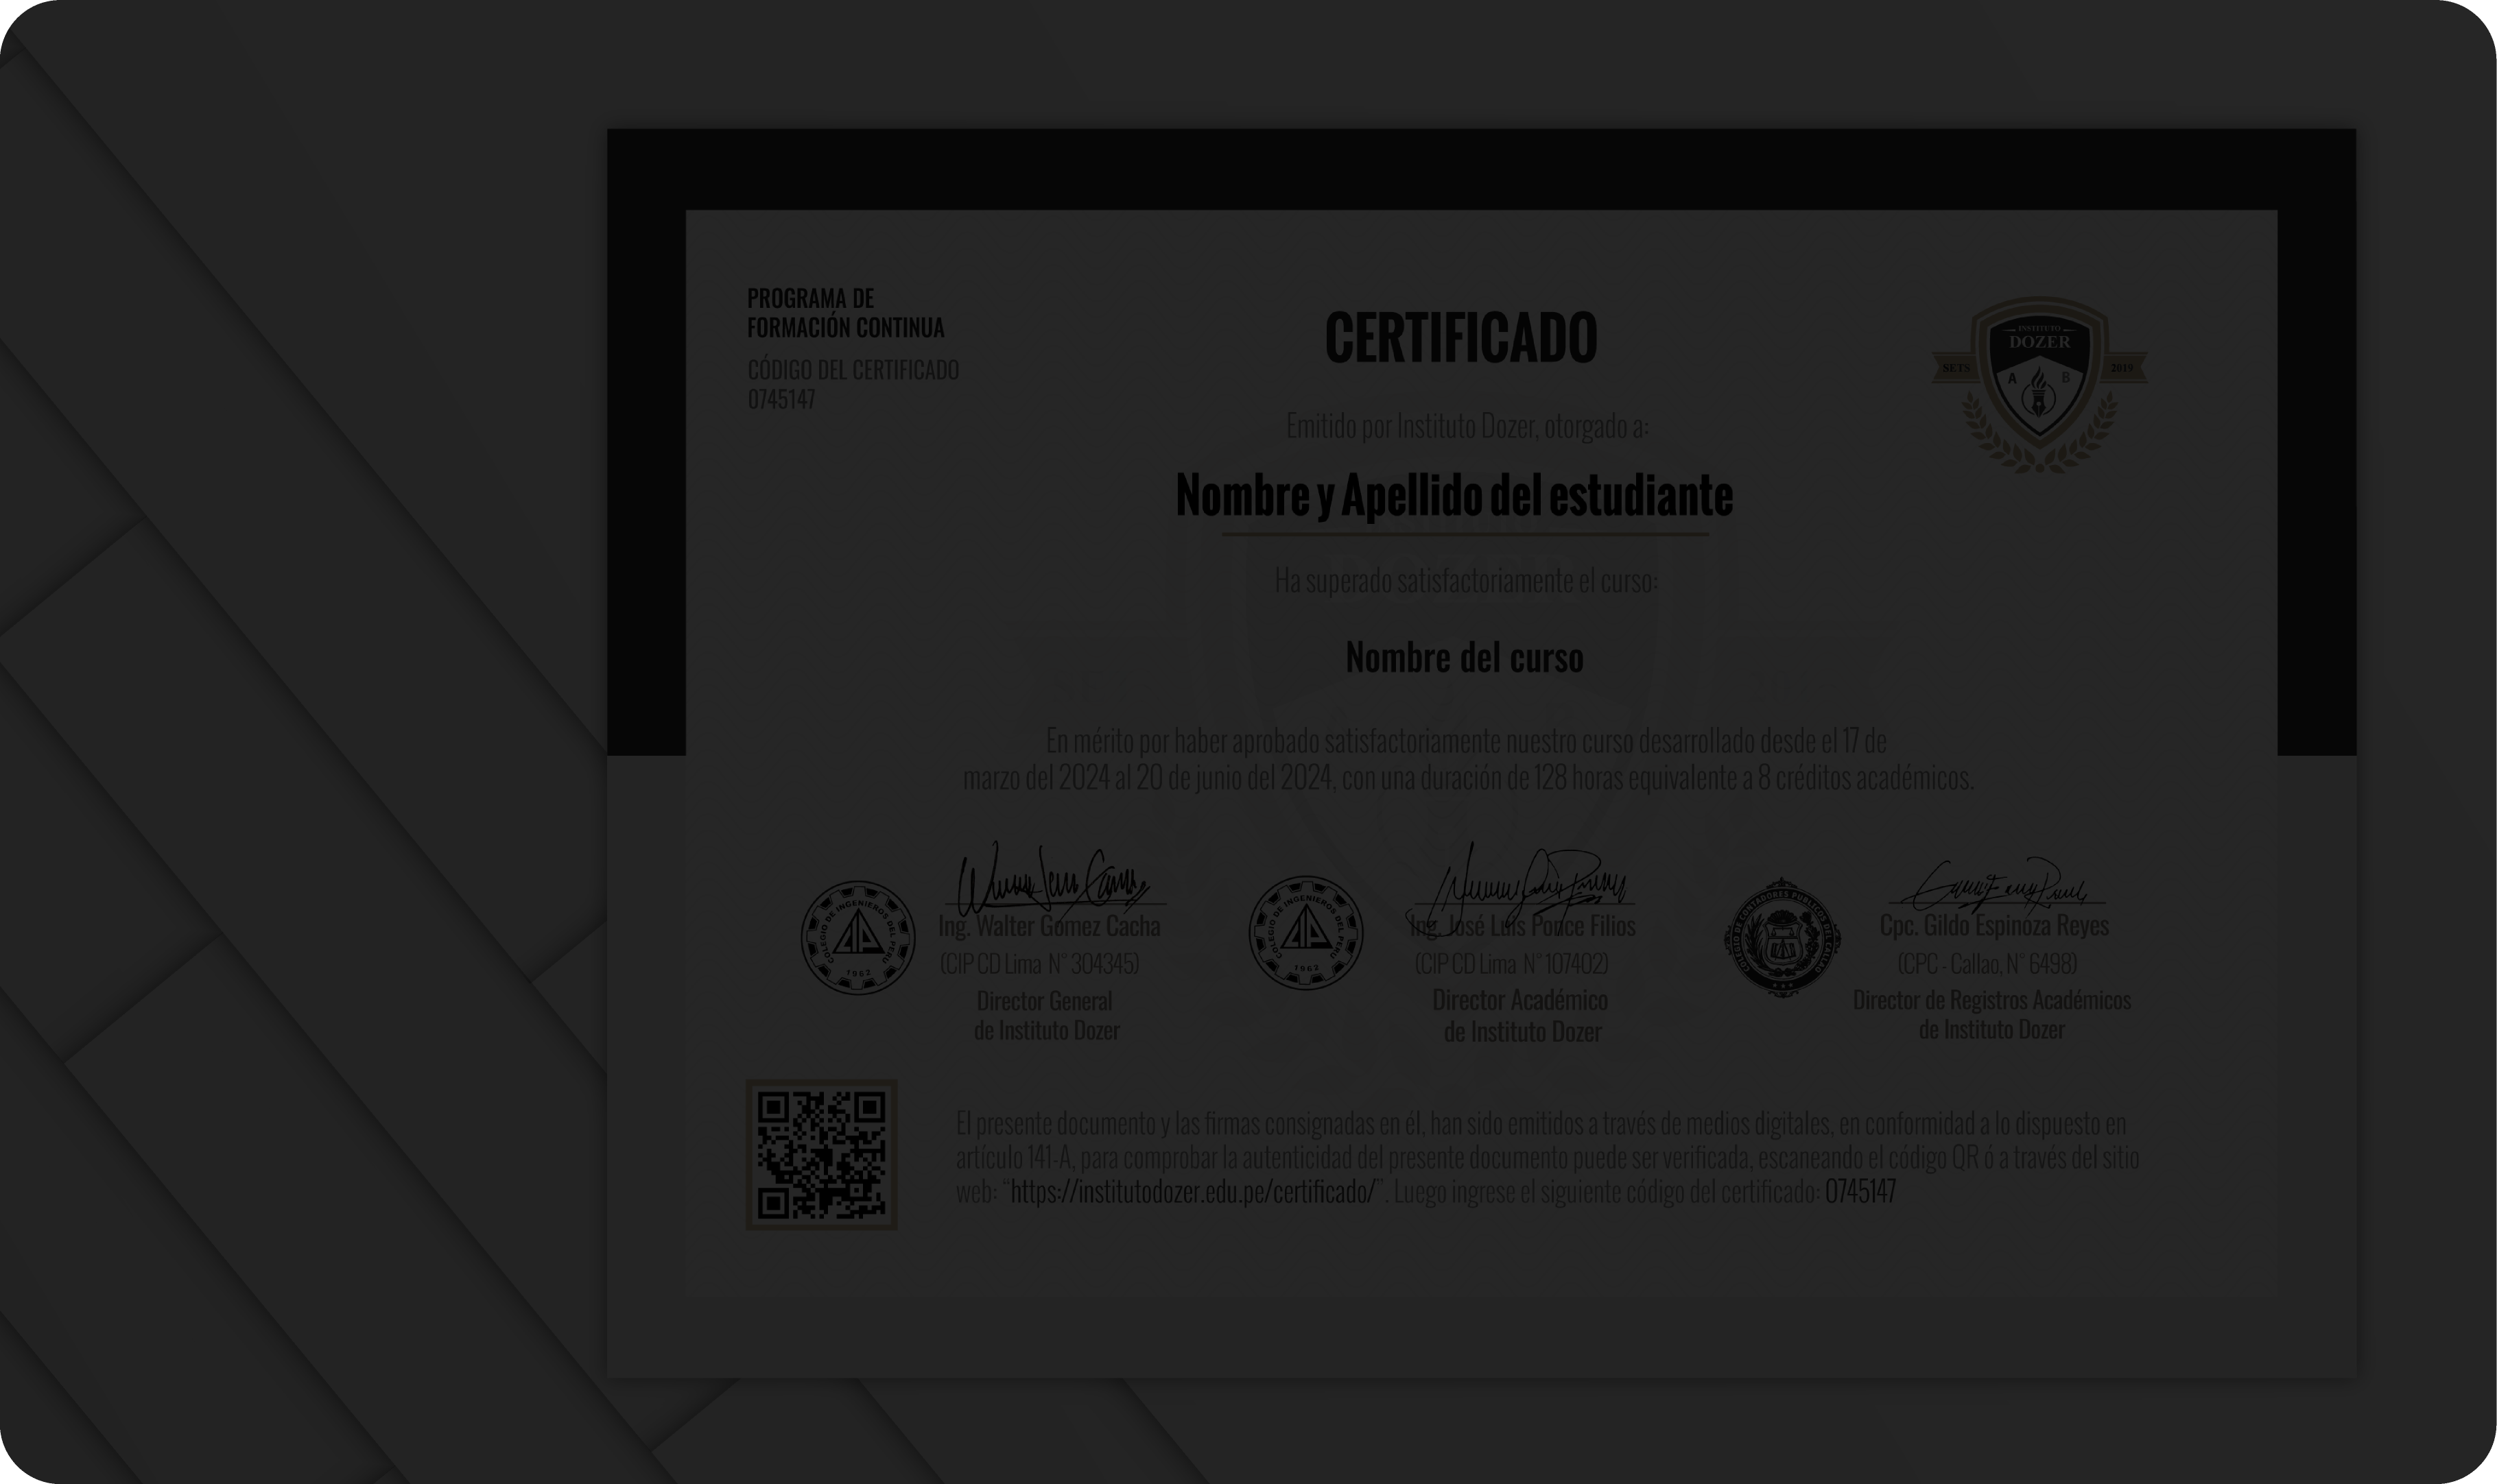 PROGRAMA DE
FORMACIÓN CONTINUA
CÓDIGO DEL CERTIFICADO
0745147
CERTIFICADO
INSTITUTO
DOZER
SETS
2019
A
B
Emitido por Instituto Dozer, otorgado a:
Nombre y Apellido del estudiante
Ha superado satisfactoriamente el curso:
Nombre del curso
En mérito por haber aprobado satisfactoriamente nuestro curso desarrollado desde el 17 de
marzo del 2024 al 20 de junio del 2024, con una duración de 128 horas equivalente a 8 créditos académicos.
COLEGIO DE INGENIEROS DEL PERU
1962
Ing. Walter Gómez Cacha
(CIP CD Lima N° 304345)
Director General
de Instituto Dozer
COLEGIO DE INGENIEROS DEL PERU
1962
Ing. José Luis Ponce Filios
(CIP CD Lima N° 107402)
Director Académico
de Instituto Dozer
COLEGIO DE CONTADORES PUBLICOS DEL CALLAO
Cpc. Gildo Espinoza Reyes
(CPC - Callao, N° 6498)
Director de Registros Académicos
de Instituto Dozer
El presente documento y las firmas consignadas en él, han sido emitidos a través de medios digitales, en conformidad a lo dispuesto en
artículo 141-A, para comprobar la autenticidad del presente documento puede ser verificada, escaneando el código QR ó a través del sitio
web: “https://institutodozer.edu.pe/certificado/”. Luego ingrese el siguiente código del certificado: 0745147